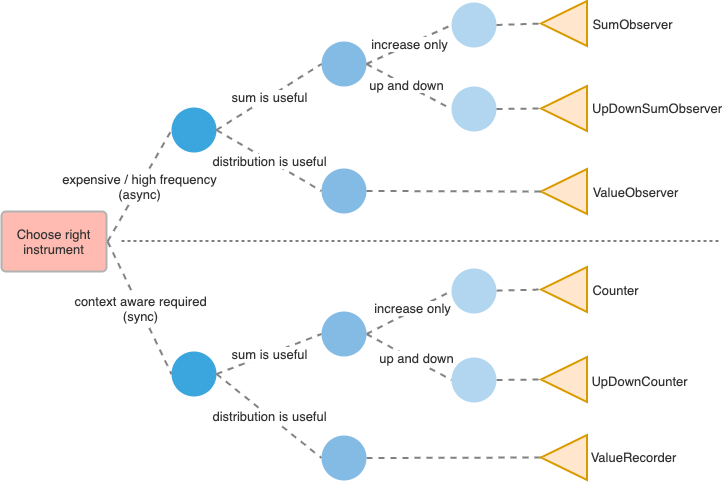 SumObserver
increase only
up and down
sum is useful
UpDownSumObserver
distribution is useful
expensive / high frequency
(async)
ValueObserver
Choose right
instrument
context aware required
(sync)
Counter
increase only
sum is useful
up and down
UpDownCounter
distribution is useful
ValueRecorder